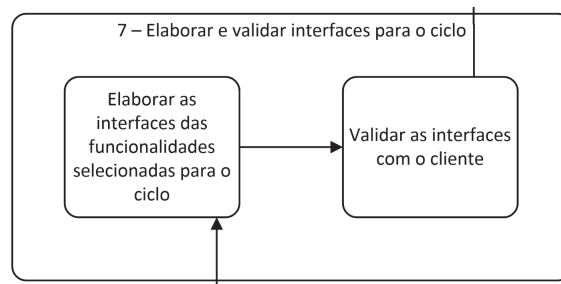 7 – Elaborar e validar interfaces para o ciclo
Elaborar as
interfaces das
funcionalidades
selecionadas para o
ciclo
Validar as interfaces
com o cliente